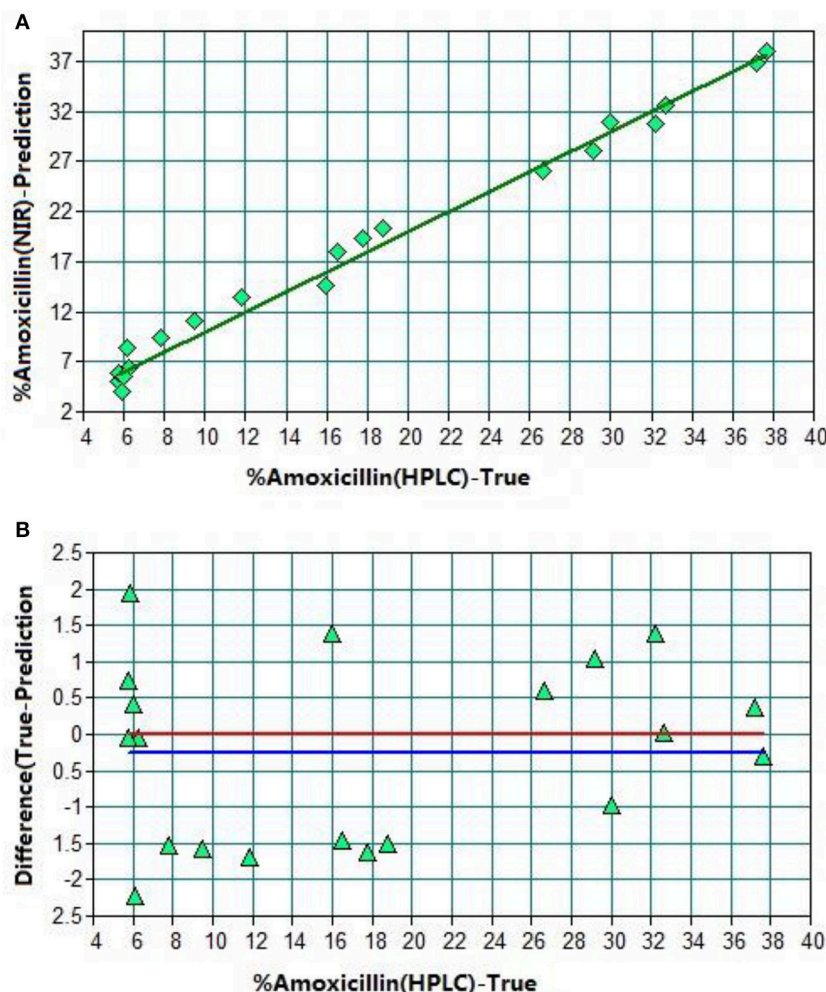 A
%Amoxicillin(NIR)-Prediction
37
32
27
22
17
12
7
2
4 6 8 10 12 14 16 18 20 22 24 26 28 30 32 34 36 38 40
%Amoxicillin(HPLC)-True
B
Difference(True-Prediction
2.5
2
1.5
1
0.5
0
0.5
-1
1.5
-2
2.5
4 6 8 10 12 14 16 18 20 22 24 26 28 30 32 34 36 38 40
%Amoxicillin(HPLC)-True